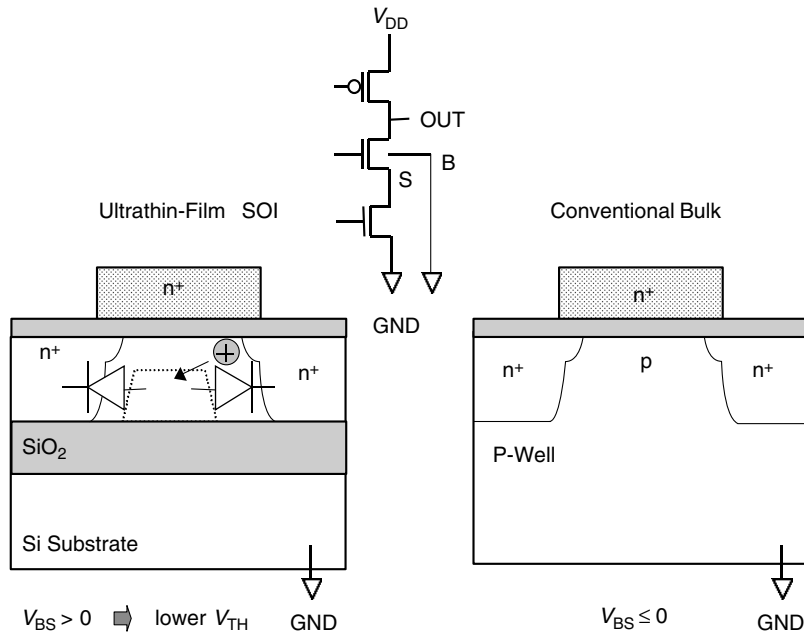 V_DD
OUT
B
S
Ultrathin-Film SOI
Conventional Bulk
GND
n+
n+
n+
+
SiO2
Si Substrate
V_BS > 0 lower V_TH
GND
n+
n+
p
n+
P-Well
V_BS ≤ 0
GND